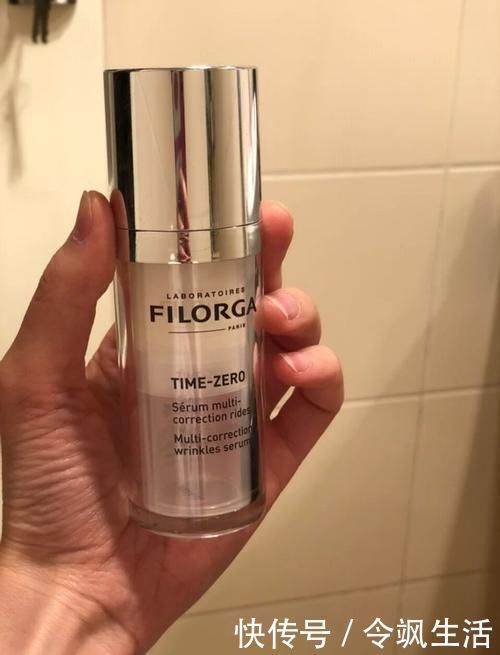 LABORATOIRES
FILORGA
PARIS
TIME-ZERO
Sérum multi-
correction rides
Multi-correction
wrinkles serum
快传号 / 令飒生活